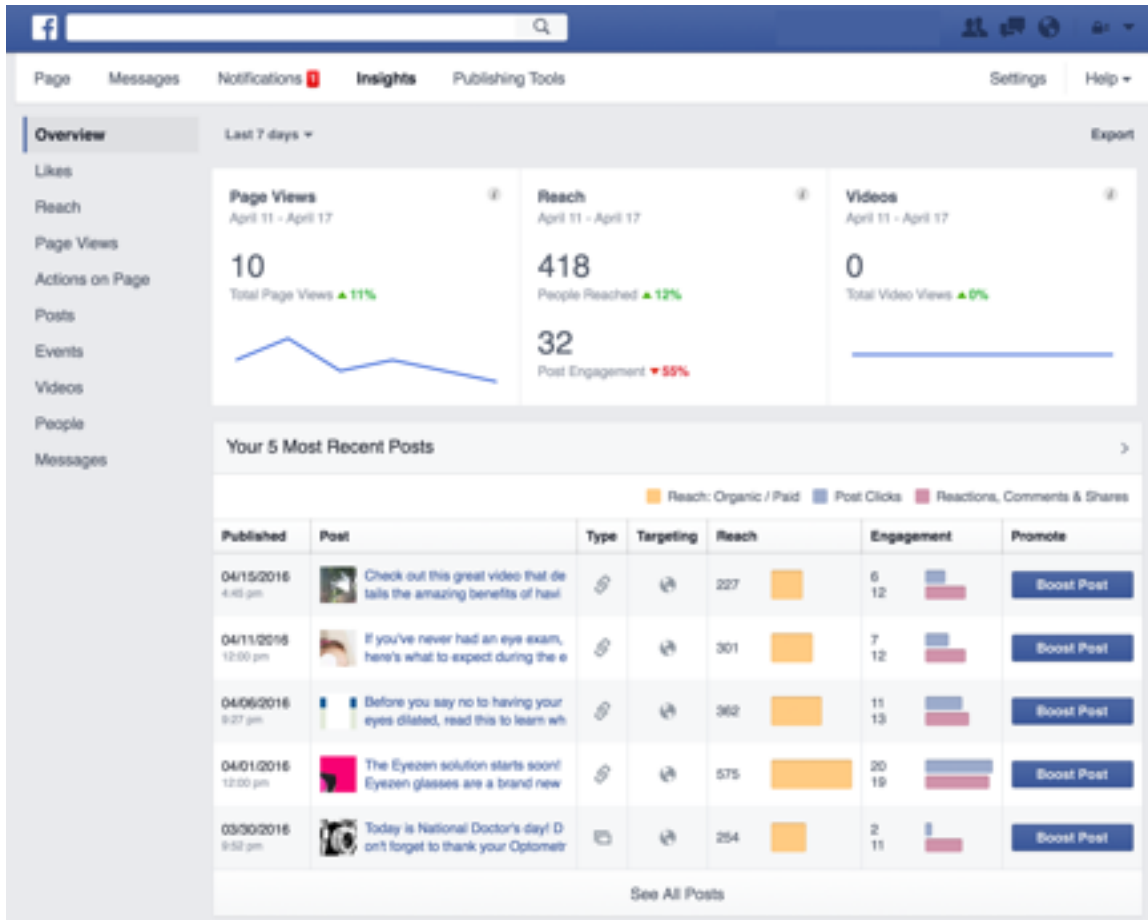 f
Page Messages Notifications 1 Insights Publishing Tools Settings Help
Overview
Likes
Reach
Page Views
Actions on Page
Posts
Events
Videos
People
Messages
Last 7 days Export
Page Views
April 11 - April 17
10
Total Page Views 11%
Reach
April 11 - April 17
418
People Reached 12%
32
Post Engagement 55%
Videos
April 11 - April 17
0
Total Video Views 0%
Your 5 Most Recent Posts
Reach: Organic / Paid Post Clicks Reactions, Comments & Shares
Published Post Type Targeting Reach Engagement Promote
04/15/2016
4:45 pm
Check out this great video that de
tails the amazing benefits of havi
227
6
12
Boost Post
04/11/2016
12:00 pm
If you've never had an eye exam,
here's what to expect during the e
301
7
12
Boost Post
04/06/2016
9:27 pm
Before you say no to having your
eyes dilated, read this to learn wh
362
11
13
Boost Post
04/01/2016
12:00 pm
The Eyezen solution starts soon!
Eyezen glasses are a brand new
575
20
19
Boost Post
03/30/2016
9:52 pm
Today is National Doctor's day! D
on't forget to thank your Optometr
254
2
11
Boost Post
See All Posts